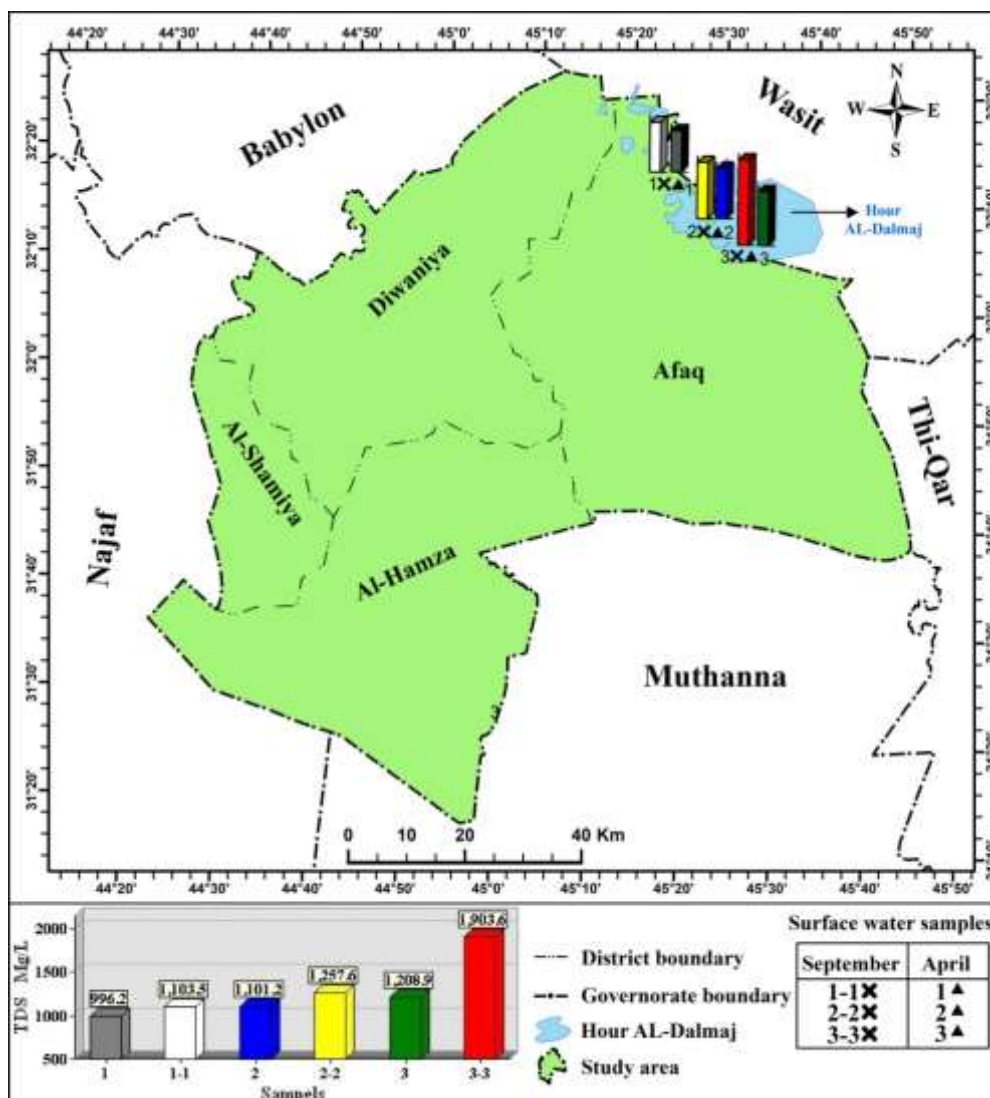 44°20' 44°30' 44°40' 44°50' 45°0' 45°10' 45°20' 45°30' 45°40' 45°50'
Babylon
Wasit
N
W E
S
32°20'
32°10'
32°0'
31°50'
31°40'
31°30'
31°20'
1 1
2 2
3 3
Hour
AL-Dalmaj
Diwaniya
Afaq
Al-Shamiya
Thi-Qar
Najaf
Al-Hamza
Muthanna
0 10 20 40 Km
44°20' 44°30' 44°40' 44°50' 45°0' 45°10' 45°20' 45°30' 45°40' 45°50'
TDS Mg/L
2000
1500
1000
500
996.2
1,103.5
1,101.2
1,257.6
1,208.9
1,903.6
1 1-1 2 2-2 3 3-3
Sampels
District boundary
Governorate boundary
Hour AL-Dalmaj
Study area
Surface water samples
September April
1-1 1
2-2 2
3-3 3